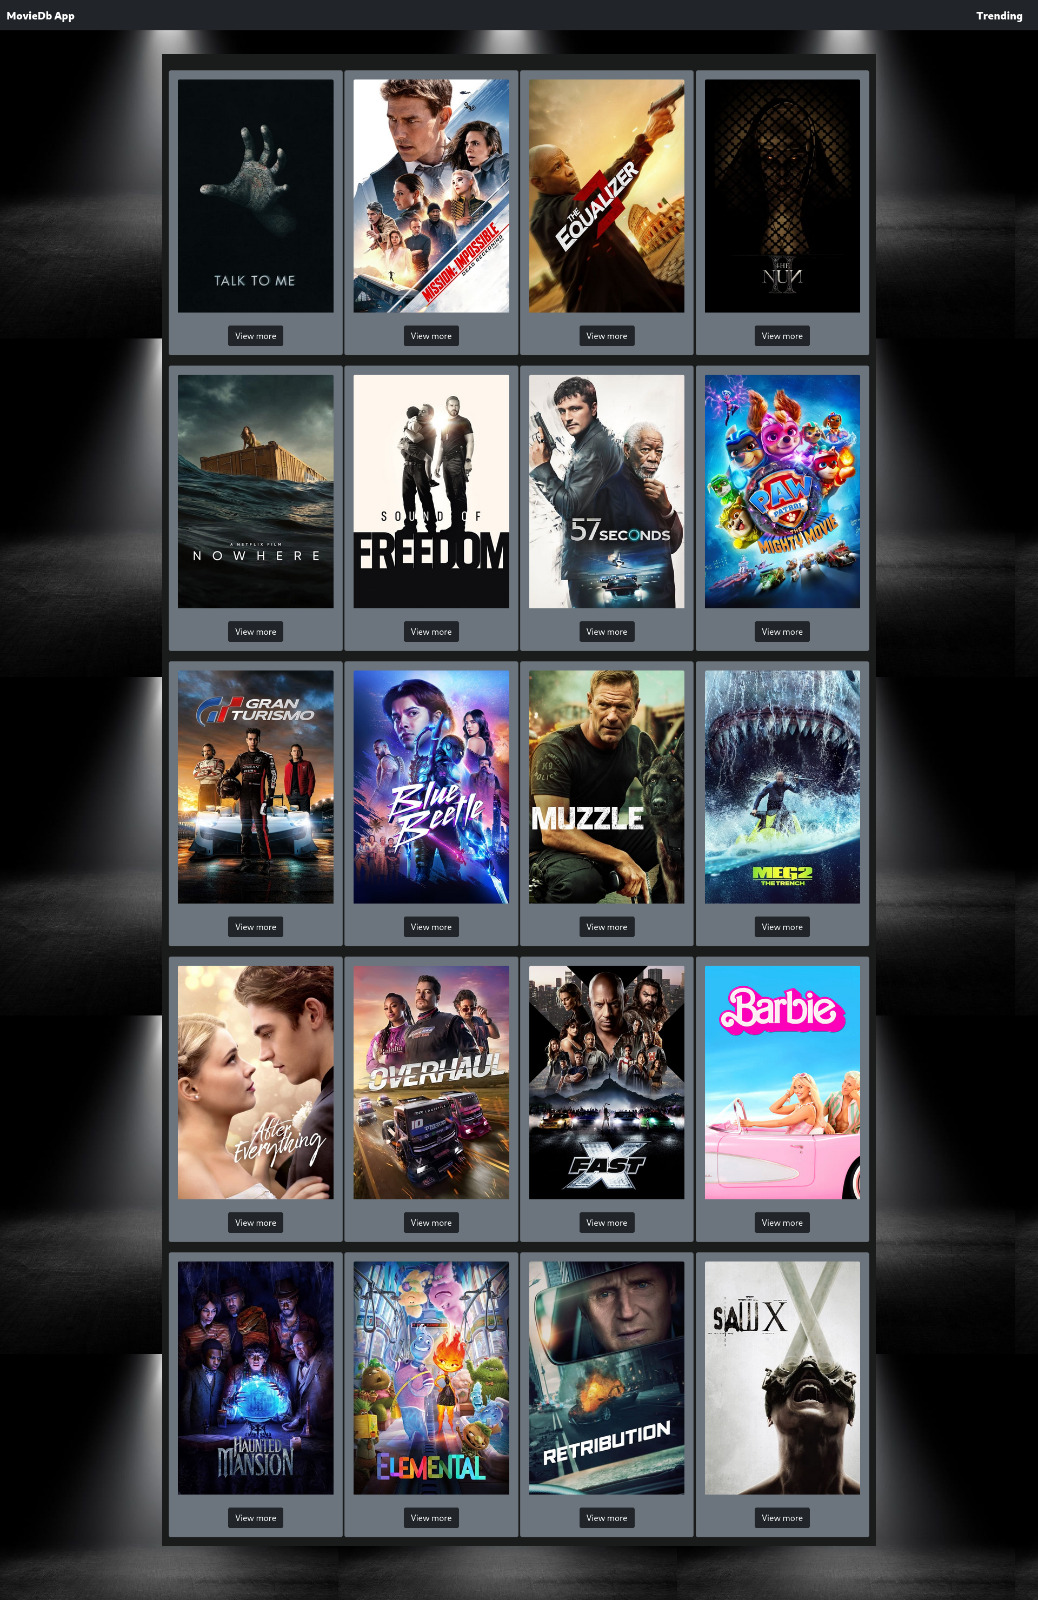 MovieDb App
Trending
TALK TO ME
MISSION: IMPOSSIBLE
DEAD RECKONING
THE
EQUALIZER
3
THE
NUN
II
View more
View more
View more
View more
A NETFLIX FILM
NOWHERE
SOUND OF
FREEDOM
57 SECONDS
PAW
PATROL
THE
MIGHTY MOVIE
View more
View more
View more
View more
GRAN
TURISMO
Blue
Beetle
MUZZLE
MEG2
THE TRENCH
View more
View more
View more
View more
After
Everything
OVERHAUL
FAST
X
Barbie
View more
View more
View more
View more
HAUNTED
MANSION
ELEMENTAL
RETRIBUTION
SAW X
View more
View more
View more
View more